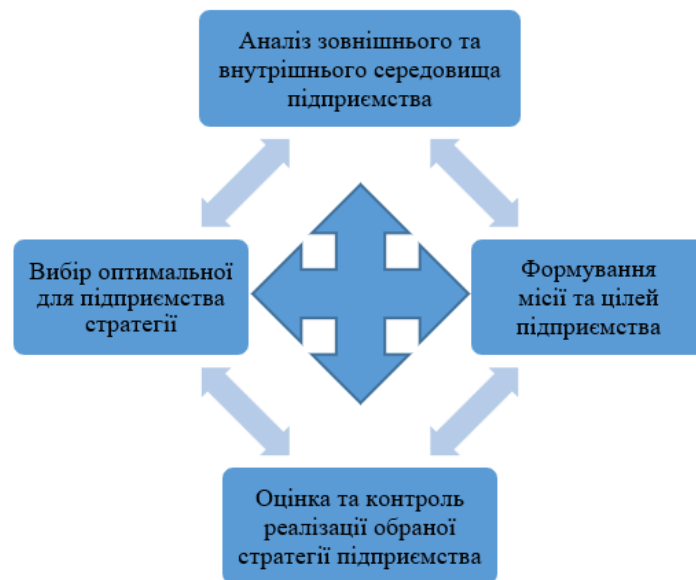 Аналіз зовнішнього та
внутрішнього середовища
підприємства
Вибір оптимальної
для підприємства
стратегії
Формування
місії та цілей
підприємства
Оцінка та контроль
реалізації обраної
стратегії підприємства